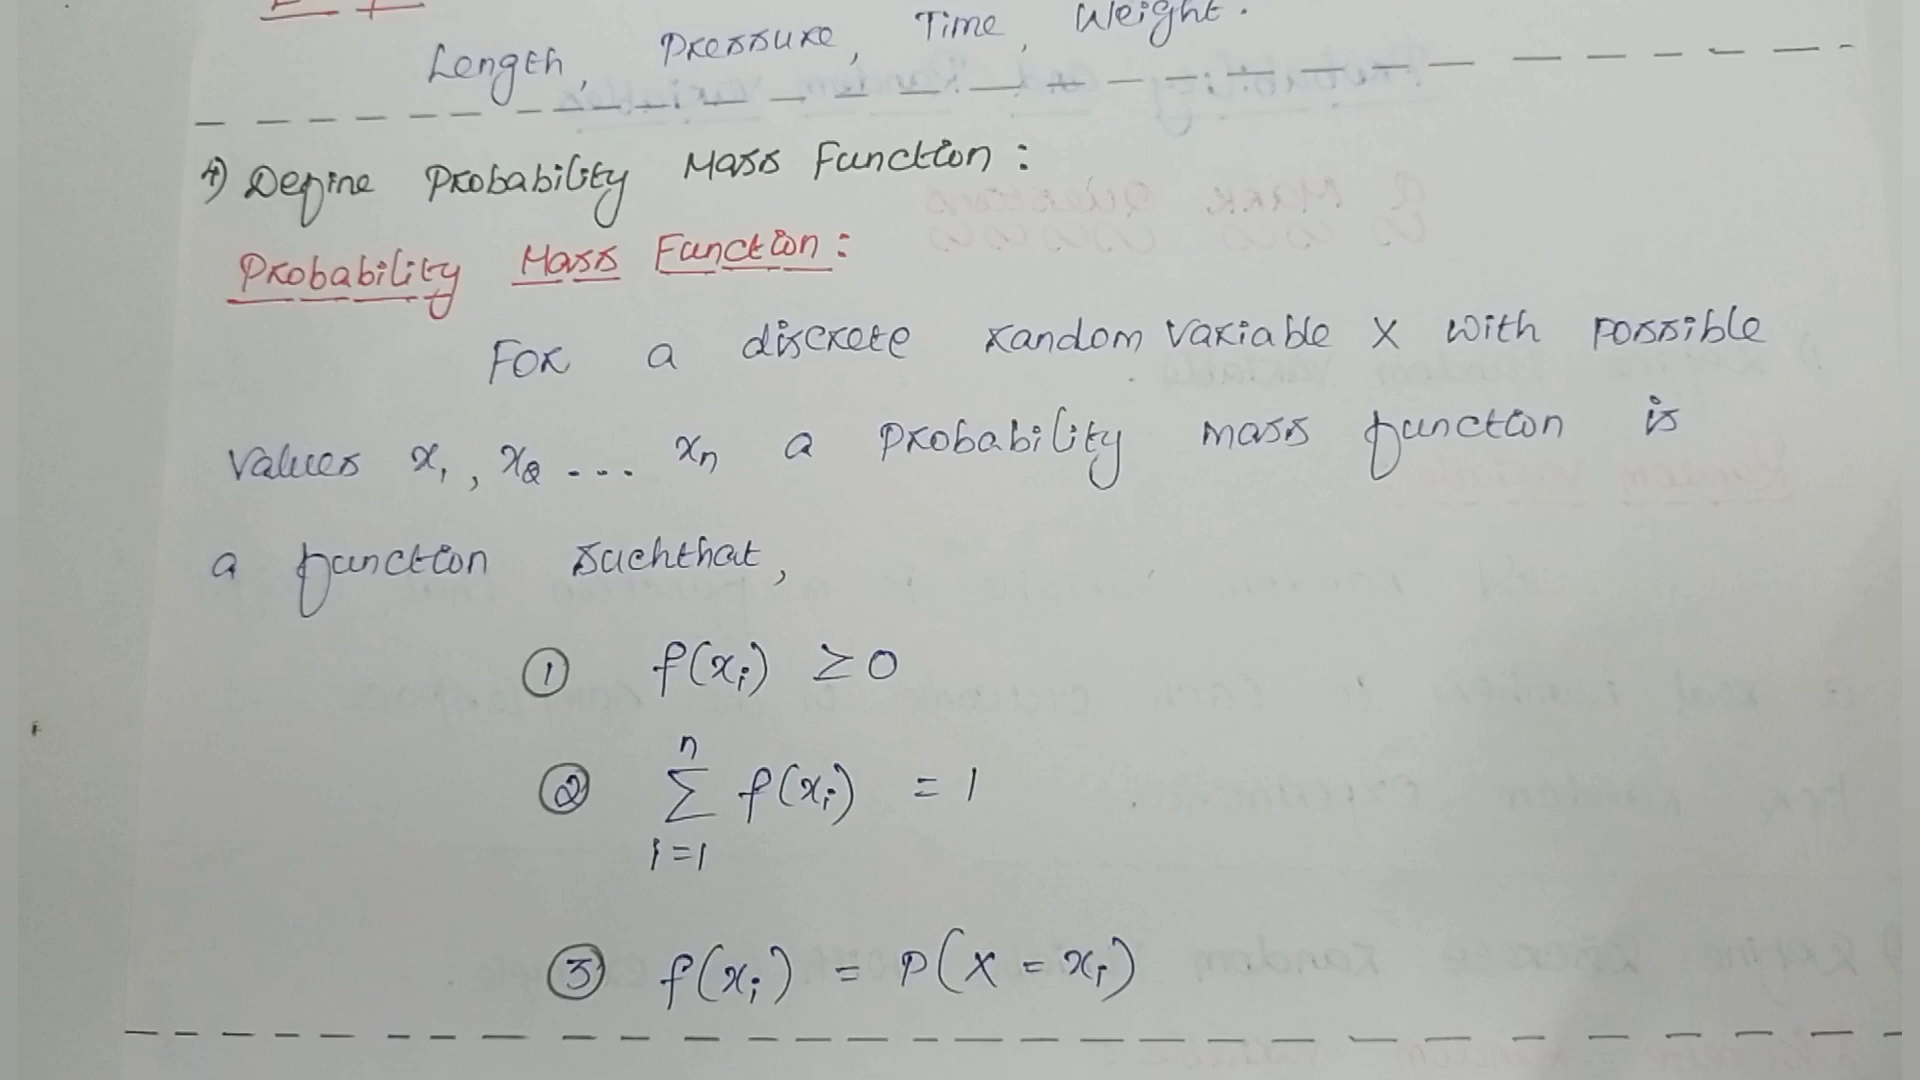 Length, Pressure, Time, Weight.
4) Define Probability Mass Function:
Probability Mass Function:
For a discrete random variable X with possible
values x₁, x₂ ... xₙ a probability mass function is
a function suchthat,
① f(xᵢ) ≥ 0
② ∑ⁿᵢ₌₁ f(xᵢ) = 1
③ f(xᵢ) = P(X = xᵢ)